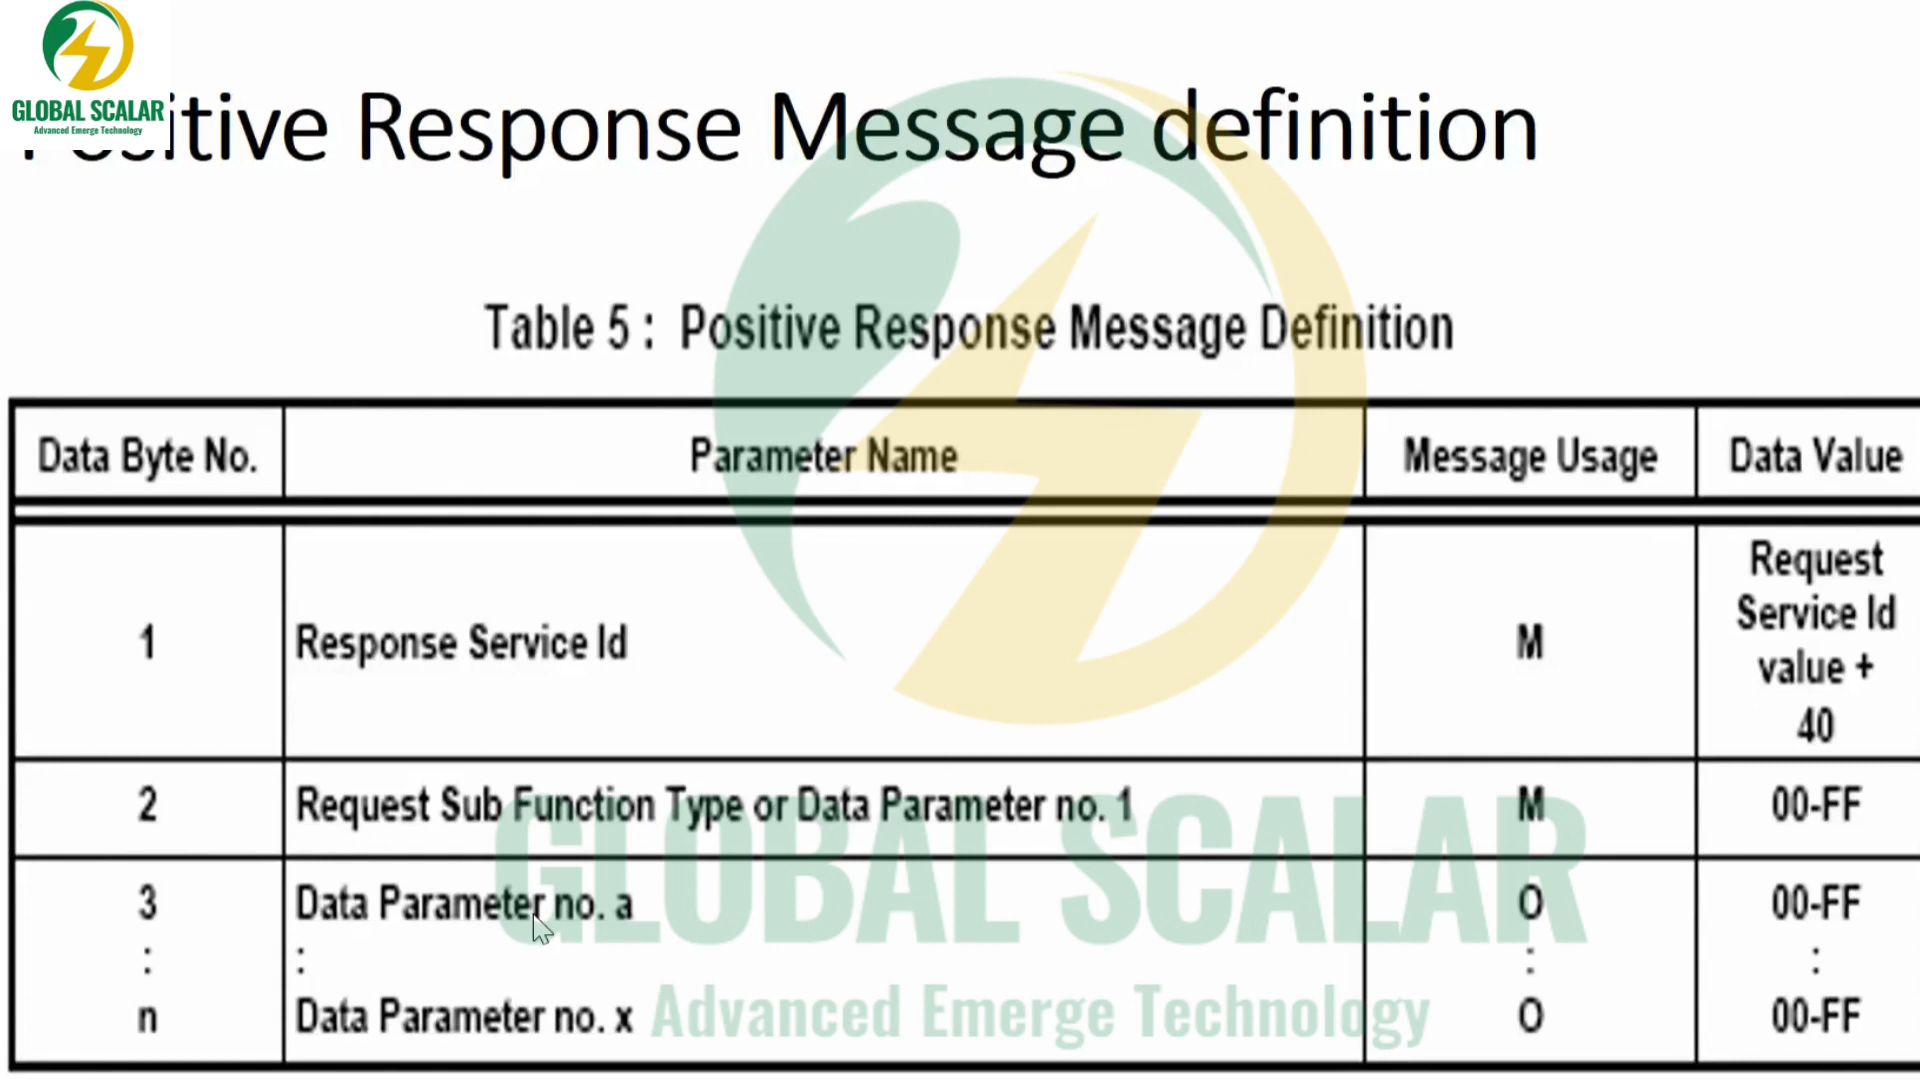 GLOBAL SCALAR
Advanced Emerge Technology
Positive Response Message definition
Table 5 : Positive Response Message Definition
Data Byte No. Parameter Name Message Usage Data Value
1 Response Service Id M Request Service Id value + 40
2 Request Sub Function Type or Data Parameter no. 1 M 00-FF
3 Data Parameter no. a O 00-FF
: : : :
n Data Parameter no. x O 00-FF
GLOBAL SCALAR
Advanced Emerge Technology